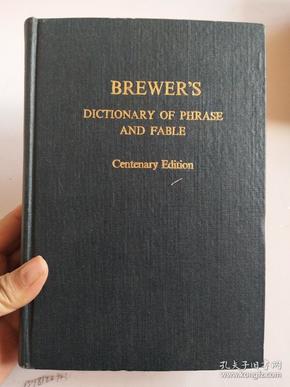 BREWER'S
DICTIONARY OF PHRASE
AND FABLE
Centenary Edition
孔夫子旧书网